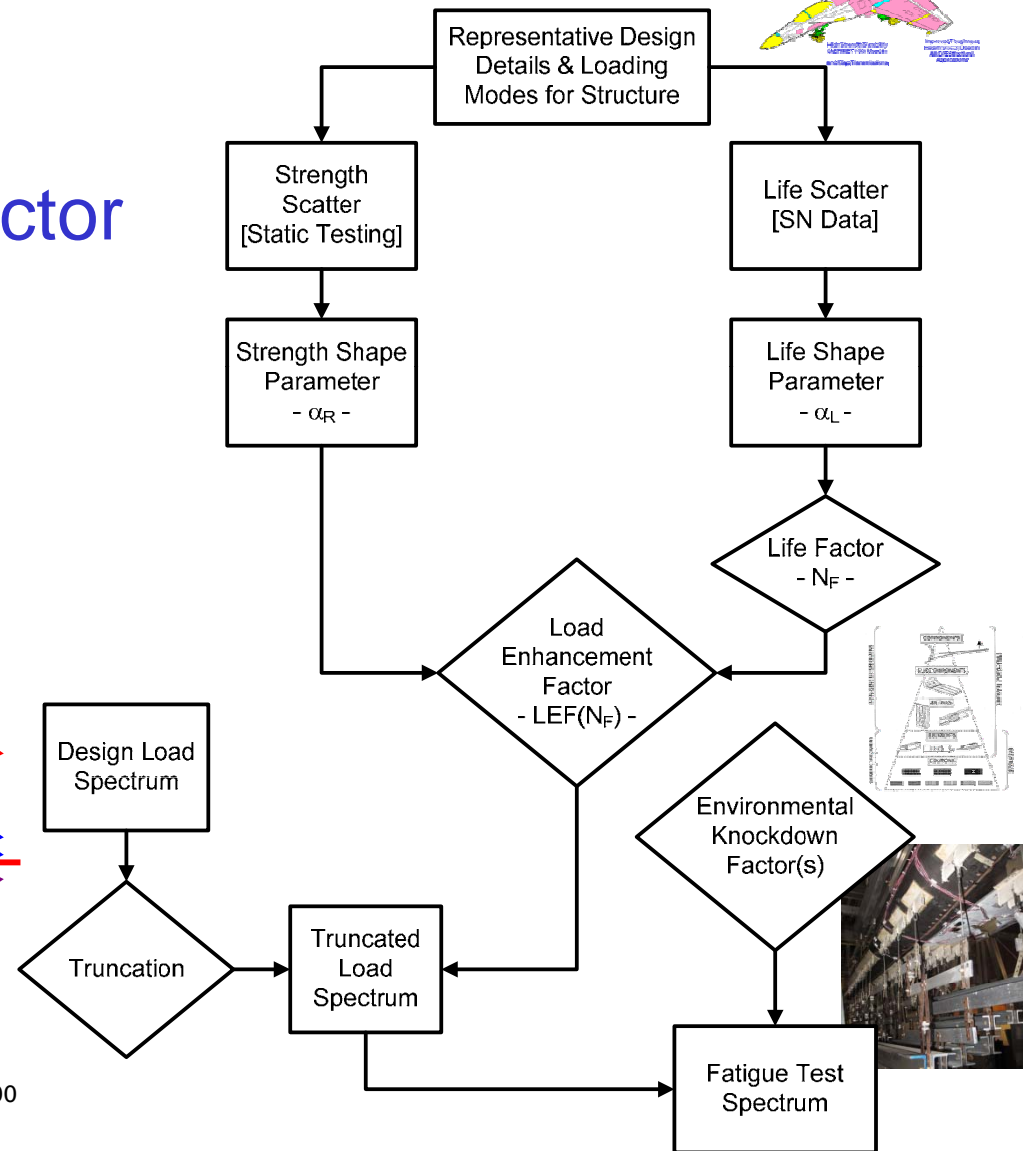 Representative Design
Details & Loading
Modes for Structure
ctor
Strength
Scatter
[Static Testing]
Life Scatter
[SN Data]
Strength Shape
Parameter
- αR -
Life Shape
Parameter
- αL -
Life Factor
- NF -
Load
Enhancement
Factor
- LEF(NF) -
Design Load
Spectrum
Environmental
Knockdown
Factor(s)
Truncation
Truncated
Load
Spectrum
Fatigue Test
Spectrum
00